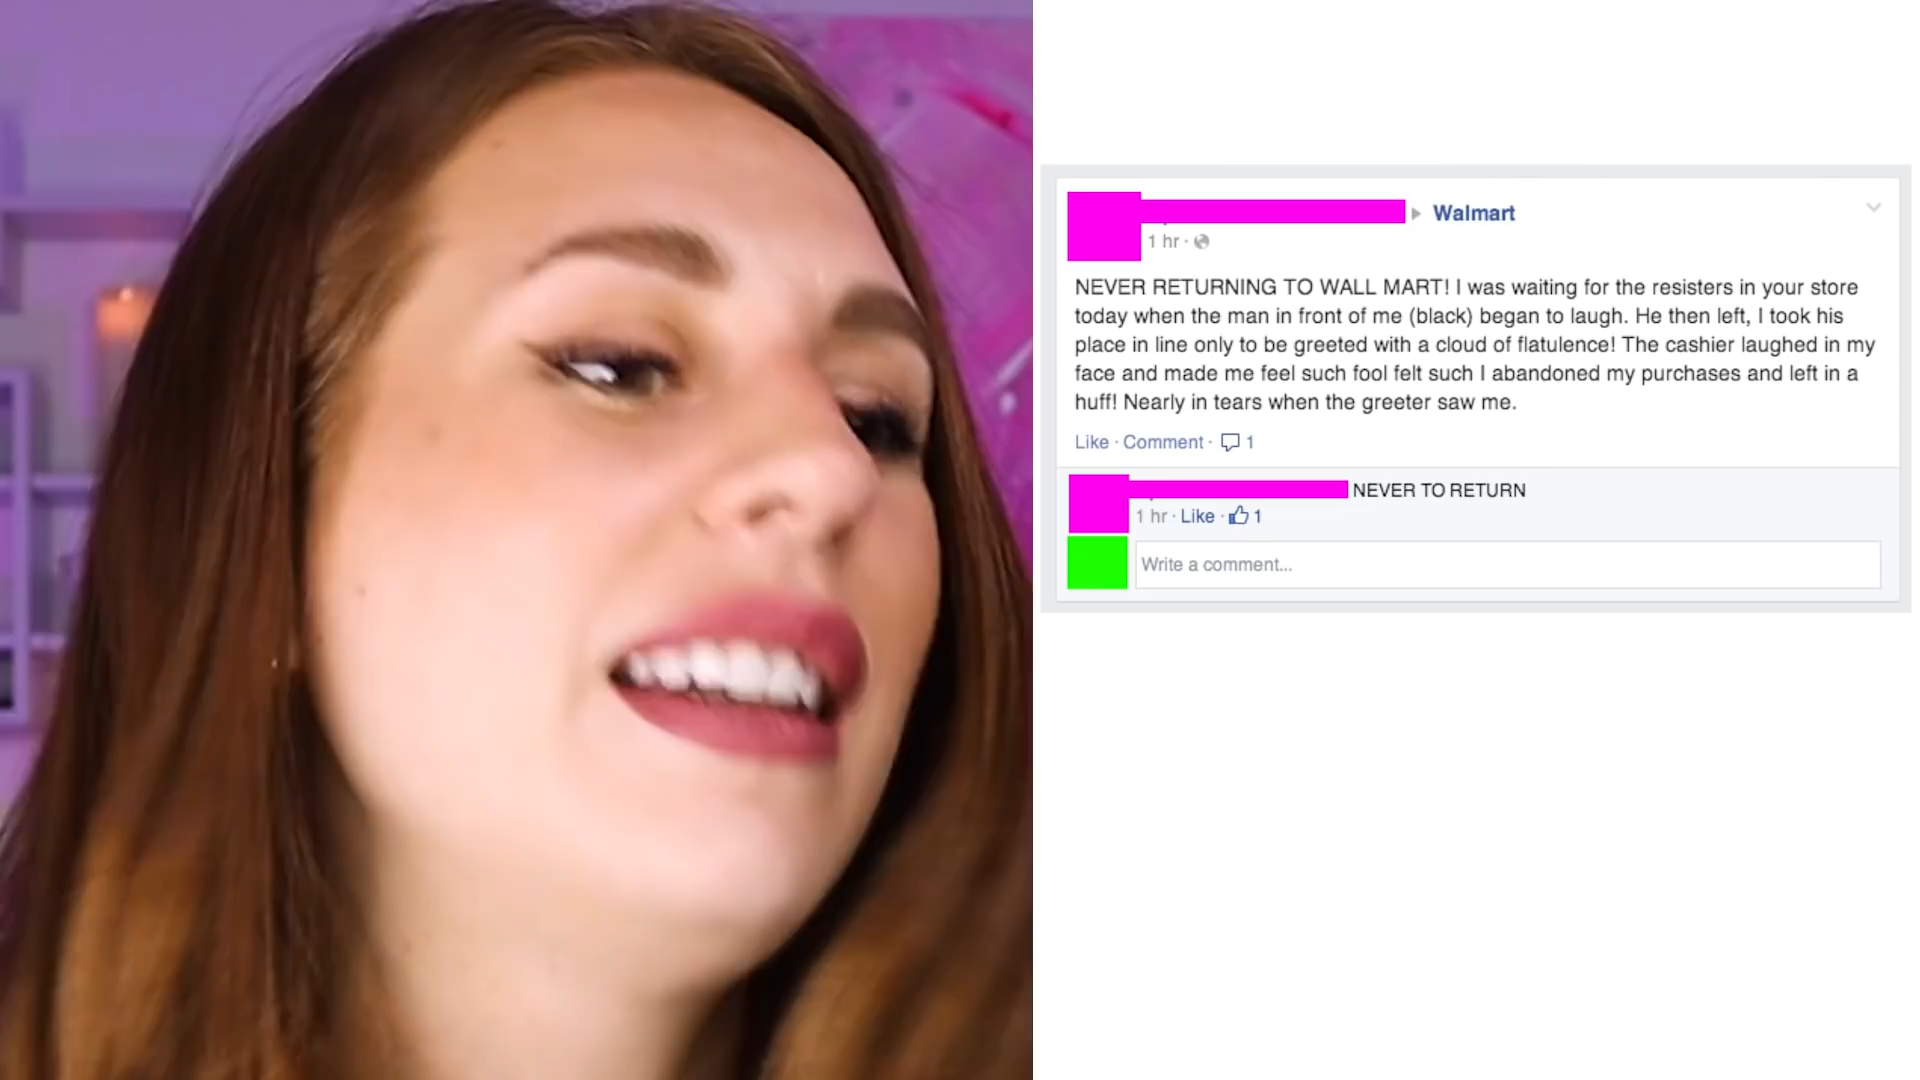 Walmart
1 hr ·
NEVER RETURNING TO WALL MART! I was waiting for the resisters in your store
today when the man in front of me (black) began to laugh. He then left, I took his
place in line only to be greeted with a cloud of flatulence! The cashier laughed in my
face and made me feel such fool felt such I abandoned my purchases and left in a
huff! Nearly in tears when the greeter saw me.
Like · Comment · 1
NEVER TO RETURN
1 hr · Like · 1
Write a comment...